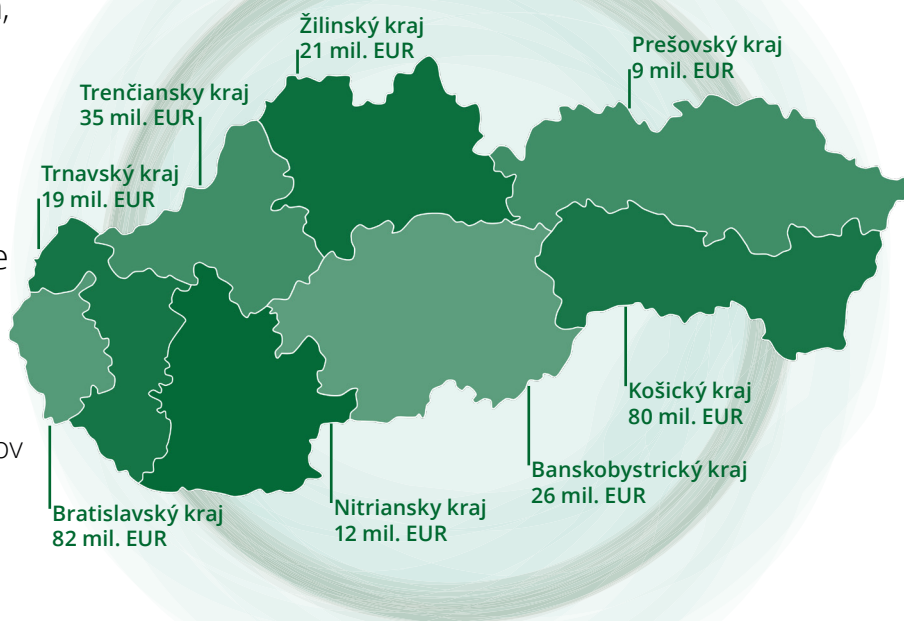 ,
Žilinský kraj
21 mil. EUR
Prešovský kraj
9 mil. EUR
Trenčiansky kraj
35 mil. EUR
Trnavský kraj
19 mil. EUR
e
Košický kraj
80 mil. EUR
ov
Banskobystrický kraj
26 mil. EUR
Nitriansky kraj
12 mil. EUR
Bratislavský kraj
82 mil. EUR